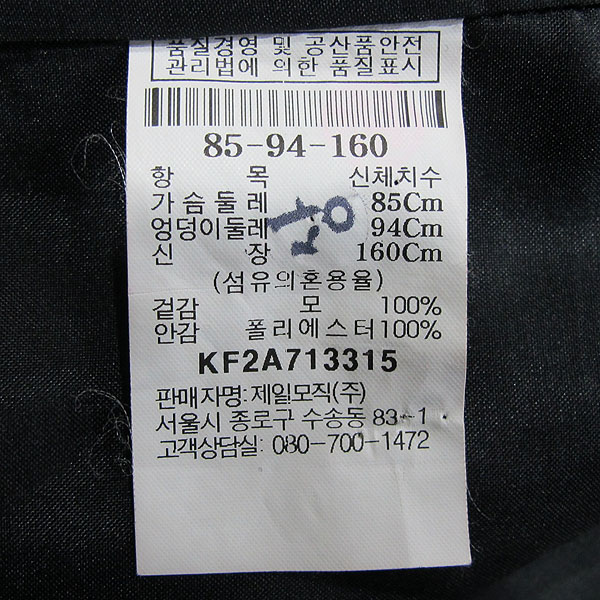 품질경영 및 공산품안전
관리법에 의한 품질표시
85-94-160
항 목 신체.치수
가슴둘레 85Cm
엉덩이둘레 94Cm
신 장 160Cm
(섬유의혼용율)
겉감 모 100%
안감 폴리에스터100%
KF2A713315
판매자명: 제일모직(주)
서울시 종로구 수송동 83-1
고객상담실: 080-700-1472